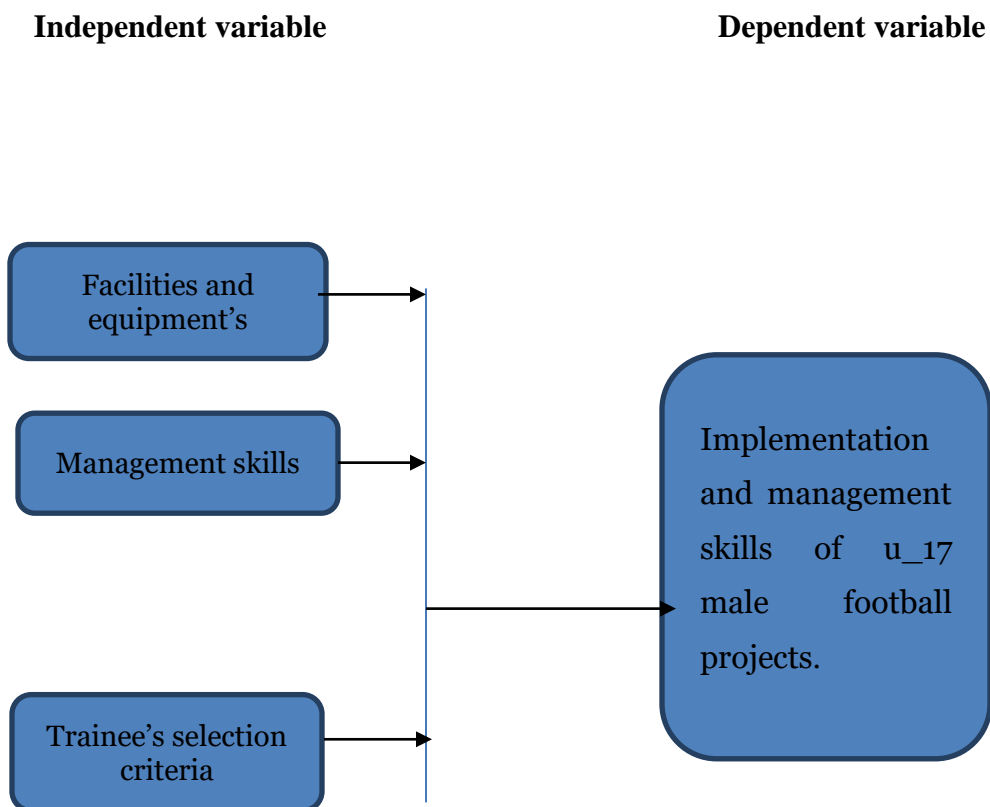 Independent variable
Dependent variable
Facilities and
equipment’s
Management skills
Trainee’s selection
criteria
Implementation
and management
skills of u_17
male football
projects.